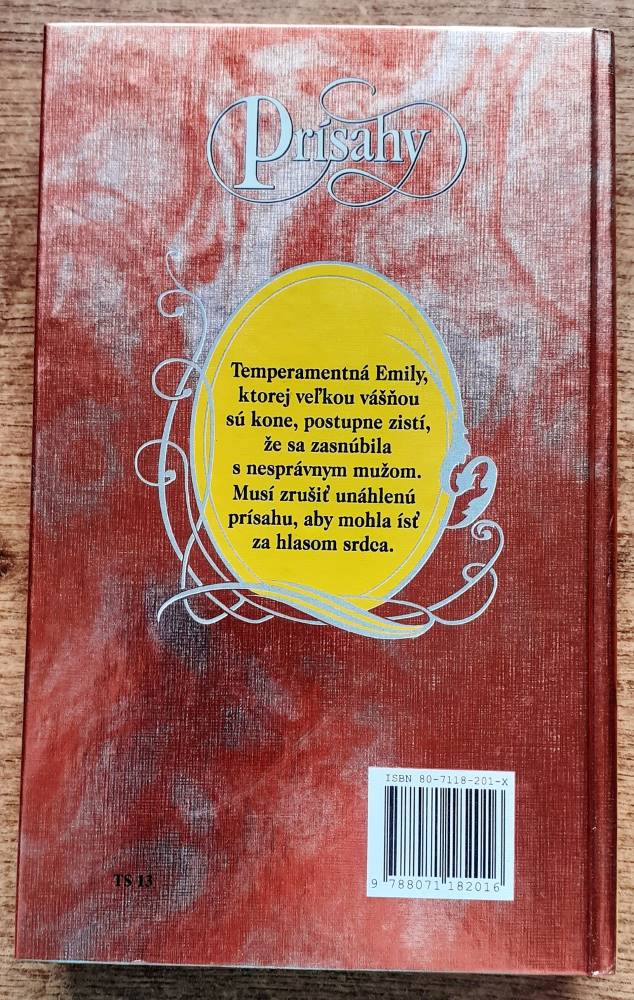 Prísahy
Temperamentná Emily,
ktorej veľkou vášňou
sú kone, postupne zistí,
že sa zasnúbila
s nesprávnym mužom.
Musí zrušiť unáhlenú
prísahu, aby mohla ísť
za hlasom srdca.
ISBN 80-7118-201-X
9 788071 182016
TS 13